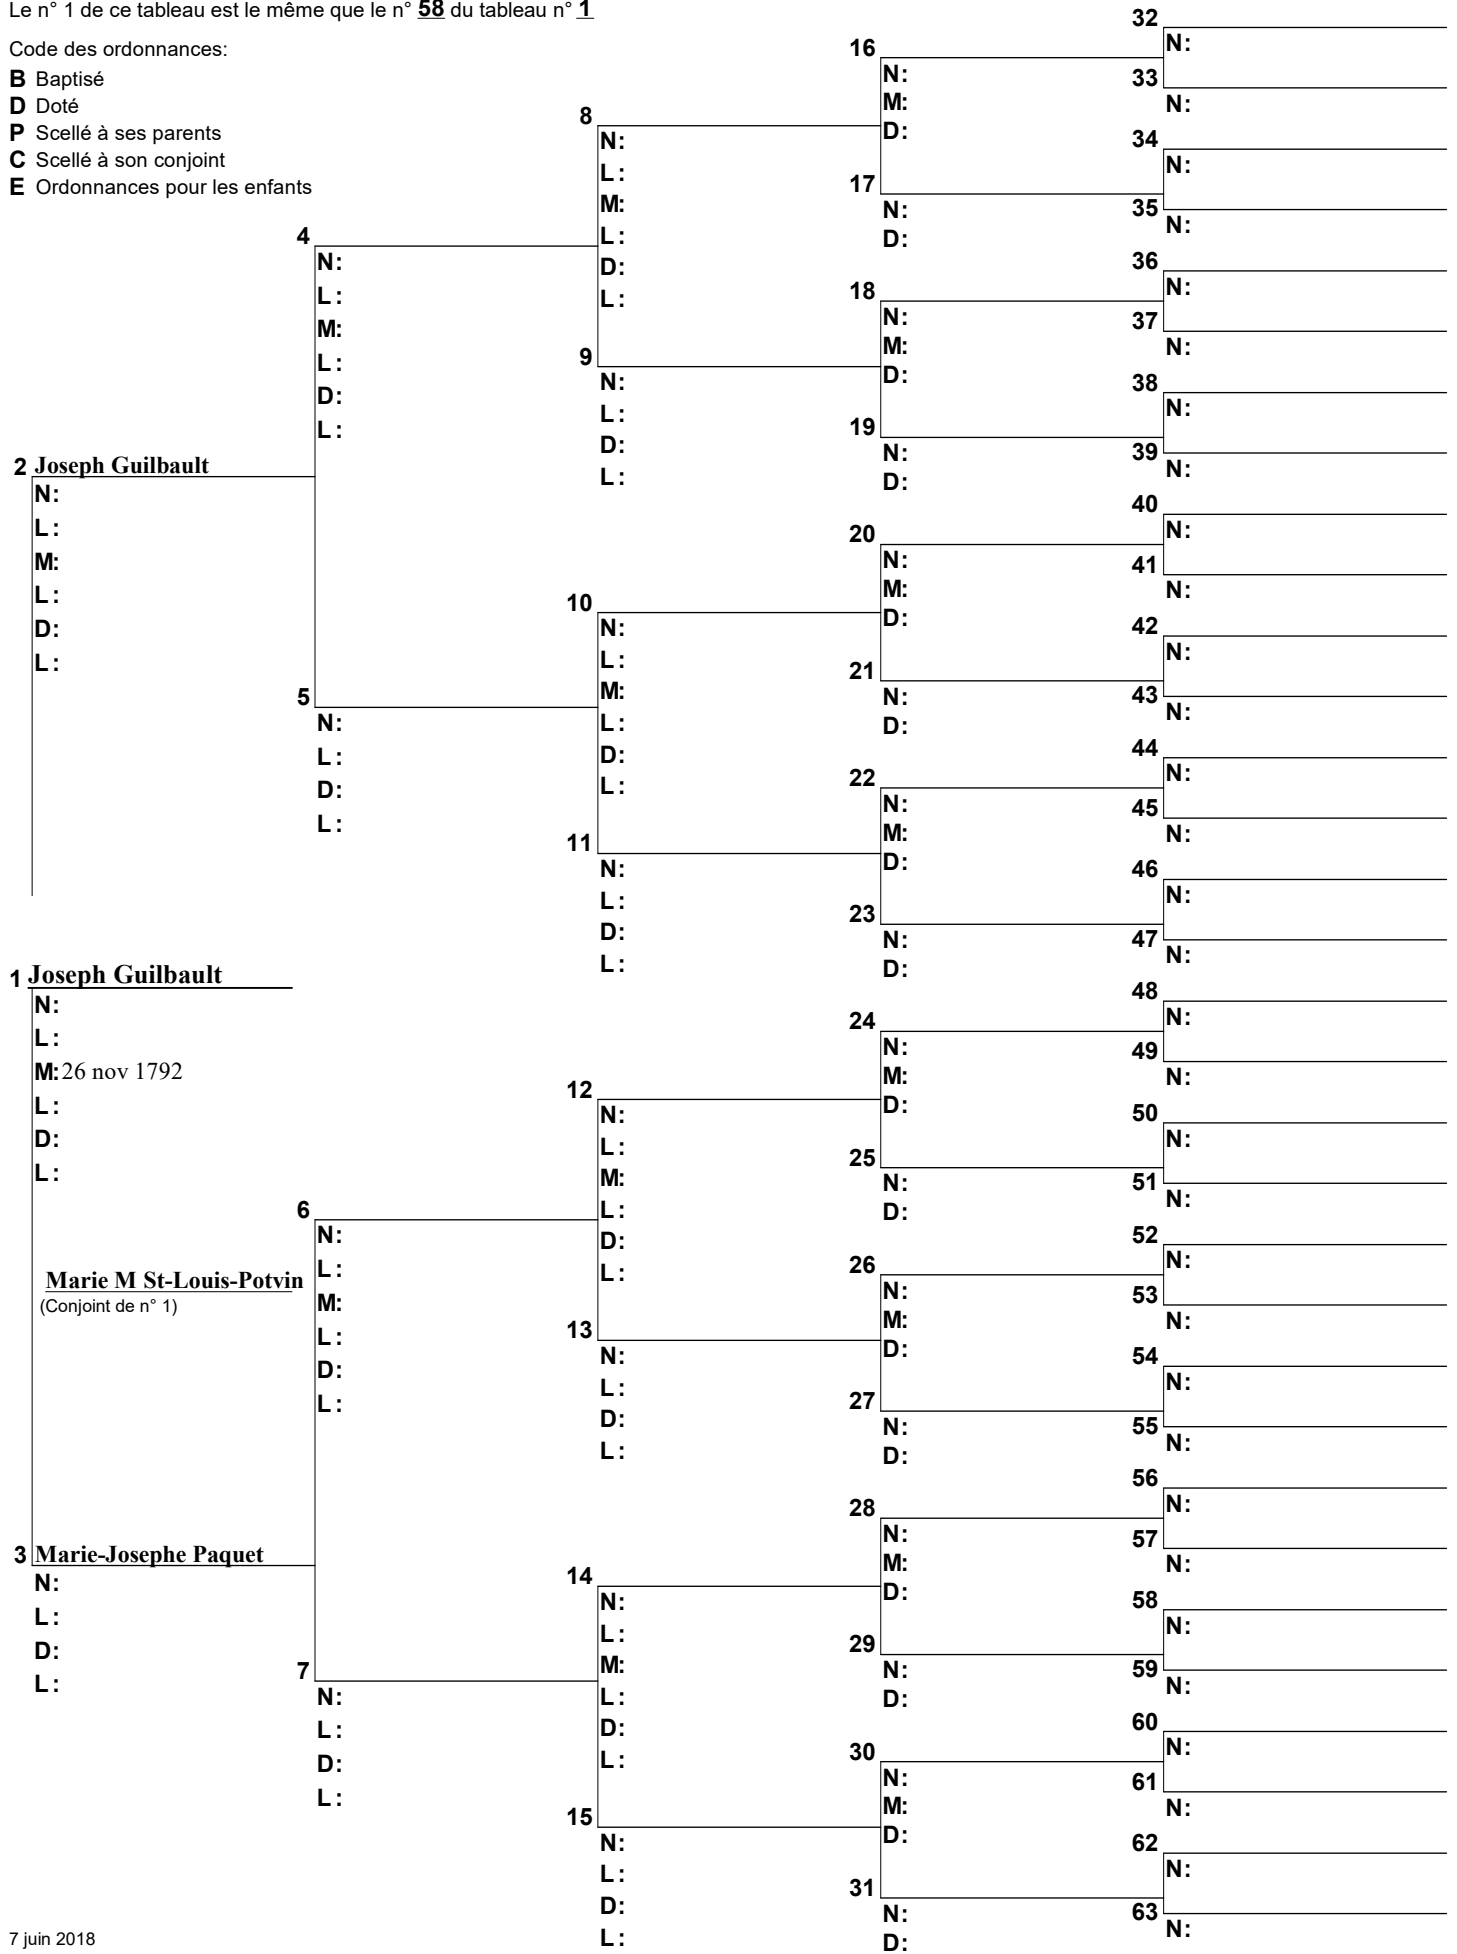 Le n° 1 de ce tableau est le même que le n° 58 du tableau n° 1
Code des ordonnances:
B Baptisé
D Doté
P Scellé à ses parents
C Scellé à son conjoint
E Ordonnances pour les enfants
2 Joseph Guilbault
N:
L:
M:
L:
D:
L:
1 Joseph Guilbault
N:
L:
M: 26 nov 1792
L:
D:
L:
Marie M St-Louis-Potvin
(Conjoint de n° 1)
3 Marie-Josephe Paquet
N:
L:
D:
L:
4
N:
L:
M:
L:
D:
L:
5
N:
L:
D:
L:
6
N:
L:
M:
L:
D:
L:
7
N:
L:
D:
L:
8
N:
L:
M:
L:
D:
L:
9
N:
L:
D:
L:
10
N:
L:
M:
L:
D:
L:
11
N:
L:
D:
L:
12
N:
L:
M:
L:
D:
L:
13
N:
L:
D:
L:
14
N:
L:
M:
L:
D:
L:
15
N:
L:
D:
L:
16
N:
M:
D:
17
N:
D:
18
N:
M:
D:
19
N:
D:
20
N:
M:
D:
21
N:
D:
22
N:
M:
D:
23
N:
D:
24
N:
M:
D:
25
N:
D:
26
N:
M:
D:
27
N:
D:
28
N:
M:
D:
29
N:
D:
30
N:
M:
D:
31
N:
D:
32
N:
33
N:
34
N:
35
N:
36
N:
37
N:
38
N:
39
N:
40
N:
41
N:
42
N:
43
N:
44
N:
45
N:
46
N:
47
N:
48
N:
49
N:
50
N:
51
N:
52
N:
53
N:
54
N:
55
N:
56
N:
57
N:
58
N:
59
N:
60
N:
61
N:
62
N:
63
N:
7 juin 2018